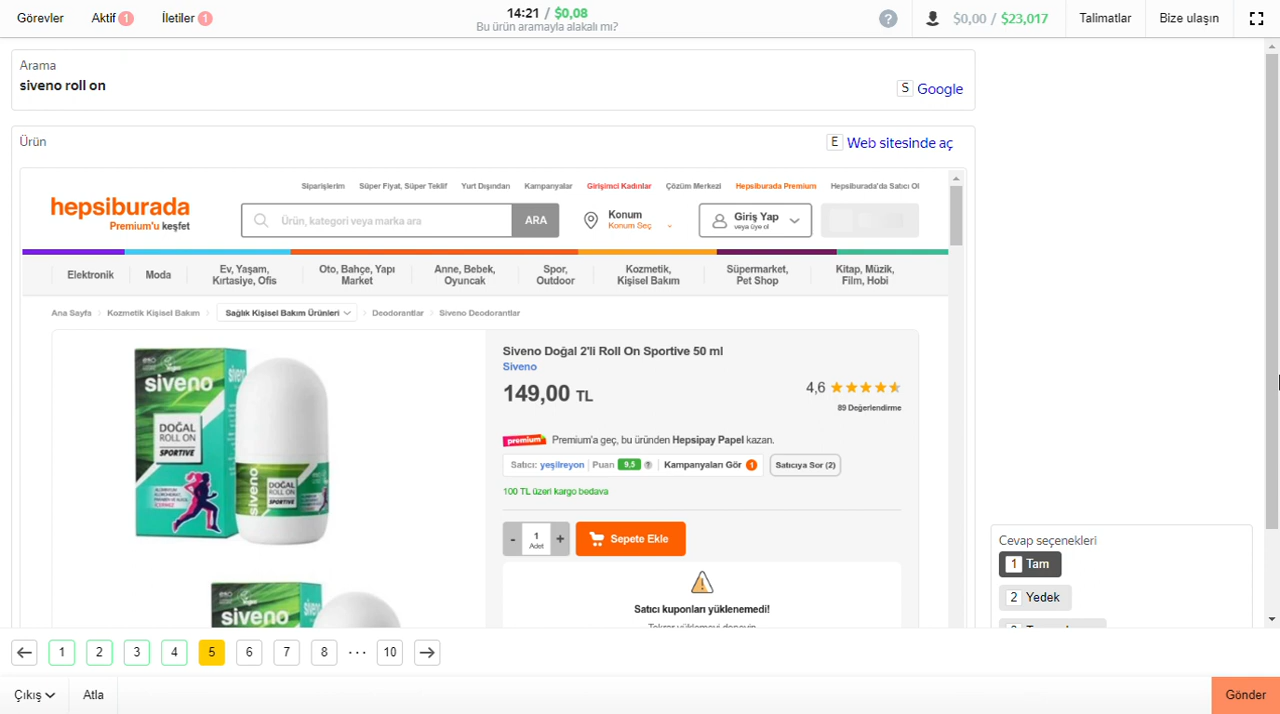 Görevler
Aktif 1
İletiler 1
14:21 / $0,08
Bu ürün aramayla alakalı mı?
?
$0,00 / $23,017
Talimatlar
Bize ulaşın
Arama
siveno roll on
S Google
Ürün
E Web sitesinde aç
Siparişlerim Süper Fiyat, Süper Teklif Yurt Dışından Kampanyalar Girişimci Kadınlar Çözüm Merkezi Hepsiburada Premium Hepsiburada'da Satıcı Ol
hepsiburada
Premium'u keşfet
Ürün, kategori veya marka ara
ARA
Konum
Konum Seç
Giriş Yap
veya üye ol
Elektronik
Moda
Ev, Yaşam,
Kırtasiye, Ofis
Oto, Bahçe, Yapı
Market
Anne, Bebek,
Oyuncak
Spor,
Outdoor
Kozmetik,
Kişisel Bakım
Süpermarket,
Pet Shop
Kitap, Müzik,
Film, Hobi
Ana Sayfa Kozmetik Kişisel Bakım Sağlık Kişisel Bakım Ürünleri Deodorantlar Siveno Deodorantlar
siveno
DOĞAL
ROLL ON
SPORTIVE
siveno
DOĞAL
ROLL ON
SPORTIVE
siveno
Siveno Doğal 2'li Roll On Sportive 50 ml
Siveno
149,00 TL
4,6
89 Değerlendirme
premium Premium'a geç, bu üründen Hepsipay Papel kazan.
Satıcı: yeşilreyon Puan 9,5 ? Kampanyaları Gör 1 Satıcıya Sor (2)
100 TL üzeri kargo bedava
- 1 +
Adet
Sepete Ekle
Satıcı kuponları yüklenemedi!
Tekrar yüklemeyi deneyin
Cevap seçenekleri
1 Tam
2 Yedek
1 2 3 4 5 6 7 8 ··· 10
Çıkış
Atla
Gönder